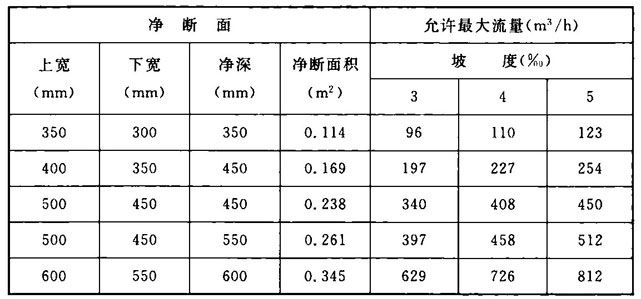 净 断 面 允许最大流量(m³/h)
上宽 下宽 净深 净断面积 坡 度(‰)
(mm) (mm) (mm) (m²) 3 4 5
350 300 350 0.114 96 110 123
400 350 450 0.169 197 227 254
500 450 450 0.238 340 408 450
500 450 550 0.261 397 458 512
600 550 600 0.345 629 726 812